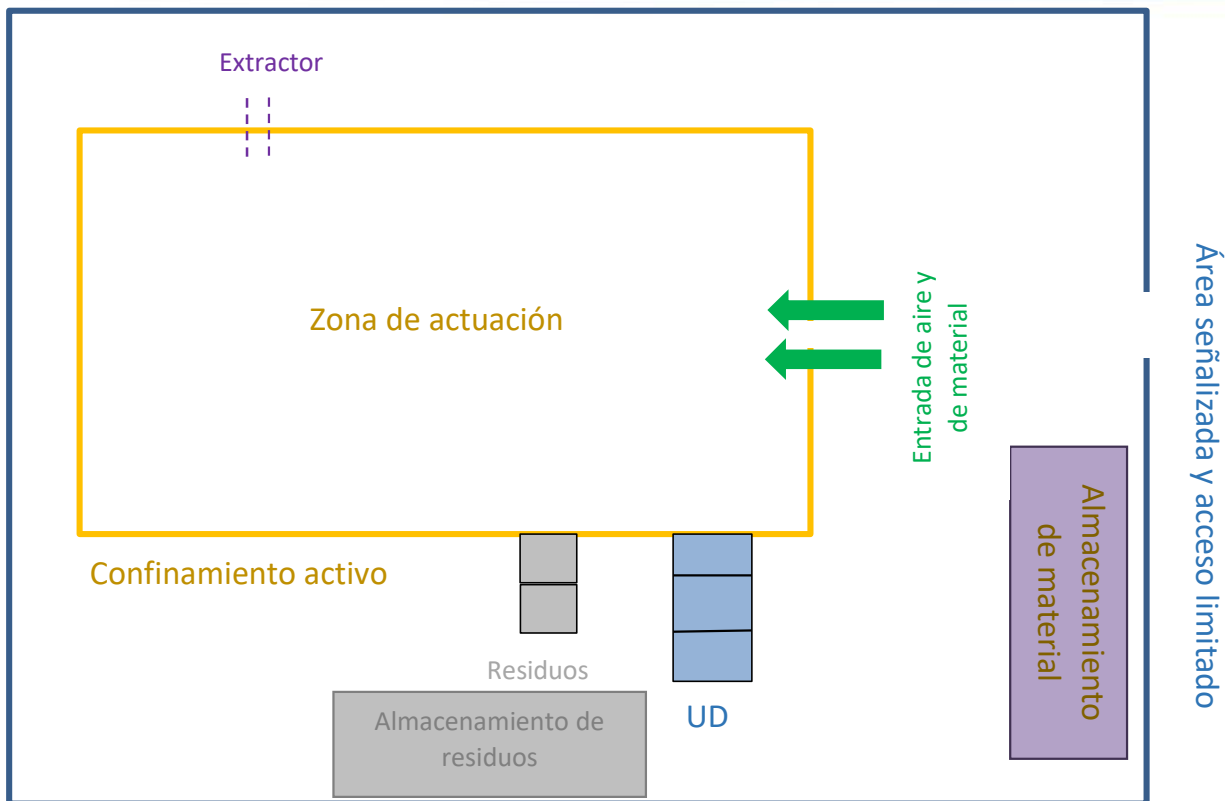 Extractor
Zona de actuación
Entrada de aire y
de material
Área señalizada y acceso limitado
Confinamiento activo
Almacenamiento
de material
Residuos
UD
Almacenamiento de
residuos